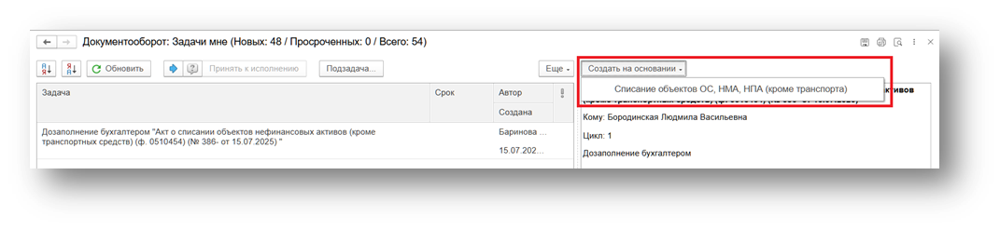 Документооборот: Задачи мне (Новых: 48 / Просроченных: 0 / Всего: 54)
Обновить Принять к исполнению Подзадача... Еще Создать на основании
Списание объектов ОС, НМА, НПА (кроме транспорта)
Задача Срок Автор
Создана
Кому: Бородинская Людмила Васильевна
Цикл: 1
Дозаполнение бухгалтером
Дозаполнение бухгалтером "Акт о списании объектов нефинансовых активов (кроме
транспортных средств) (ф. 0510454) (№ 386- от 15.07.2025) "
Баринова ...
15.07.202...